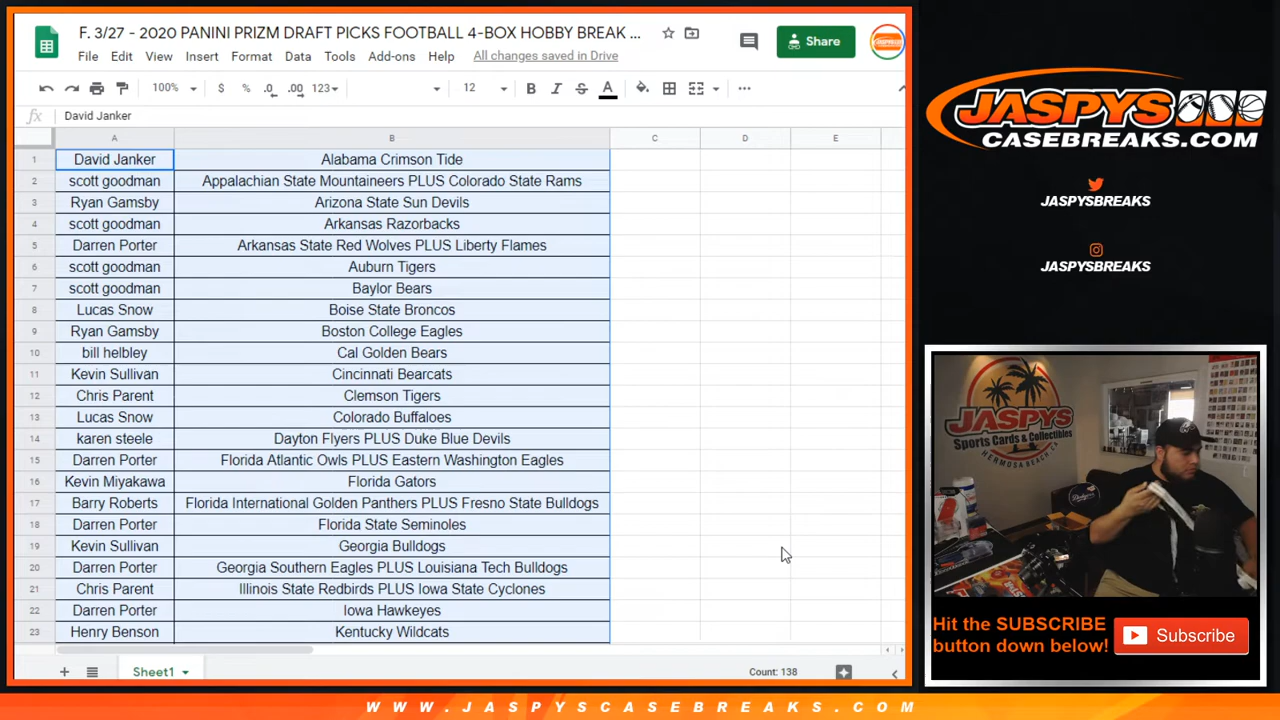 F. 3/27 - 2020 PANINI PRIZM DRAFT PICKS FOOTBALL 4-BOX HOBBY BREAK ...
File Edit View Insert Format Data Tools Add-ons Help All changes saved in Drive
Share
100% $ % .0 .00 123 12 B I S A ...
fx David Janker
A B C D E
1 David Janker Alabama Crimson Tide
2 scott goodman Appalachian State Mountaineers PLUS Colorado State Rams
3 Ryan Gamsby Arizona State Sun Devils
4 scott goodman Arkansas Razorbacks
5 Darren Porter Arkansas State Red Wolves PLUS Liberty Flames
6 scott goodman Auburn Tigers
7 scott goodman Baylor Bears
8 Lucas Snow Boise State Broncos
9 Ryan Gamsby Boston College Eagles
10 bill helbley Cal Golden Bears
11 Kevin Sullivan Cincinnati Bearcats
12 Chris Parent Clemson Tigers
13 Lucas Snow Colorado Buffaloes
14 karen steele Dayton Flyers PLUS Duke Blue Devils
15 Darren Porter Florida Atlantic Owls PLUS Eastern Washington Eagles
16 Kevin Miyakawa Florida Gators
17 Barry Roberts Florida International Golden Panthers PLUS Fresno State Bulldogs
18 Darren Porter Florida State Seminoles
19 Kevin Sullivan Georgia Bulldogs
20 Darren Porter Georgia Southern Eagles PLUS Louisiana Tech Bulldogs
21 Chris Parent Illinois State Redbirds PLUS Iowa State Cyclones
22 Darren Porter Iowa Hawkeyes
23 Henry Benson Kentucky Wildcats
Sheet1
Count: 138
JASPYS
CASEBREAKS.COM
JASPYSBREAKS
JASPYSBREAKS
JASPYS
Sports Cards & Collectibles
HERMOSA BEACH
Dodgers
Hit the SUBSCRIBE
button down below!
Subscribe
WWW.JASPYSCASEBREAKS.COM